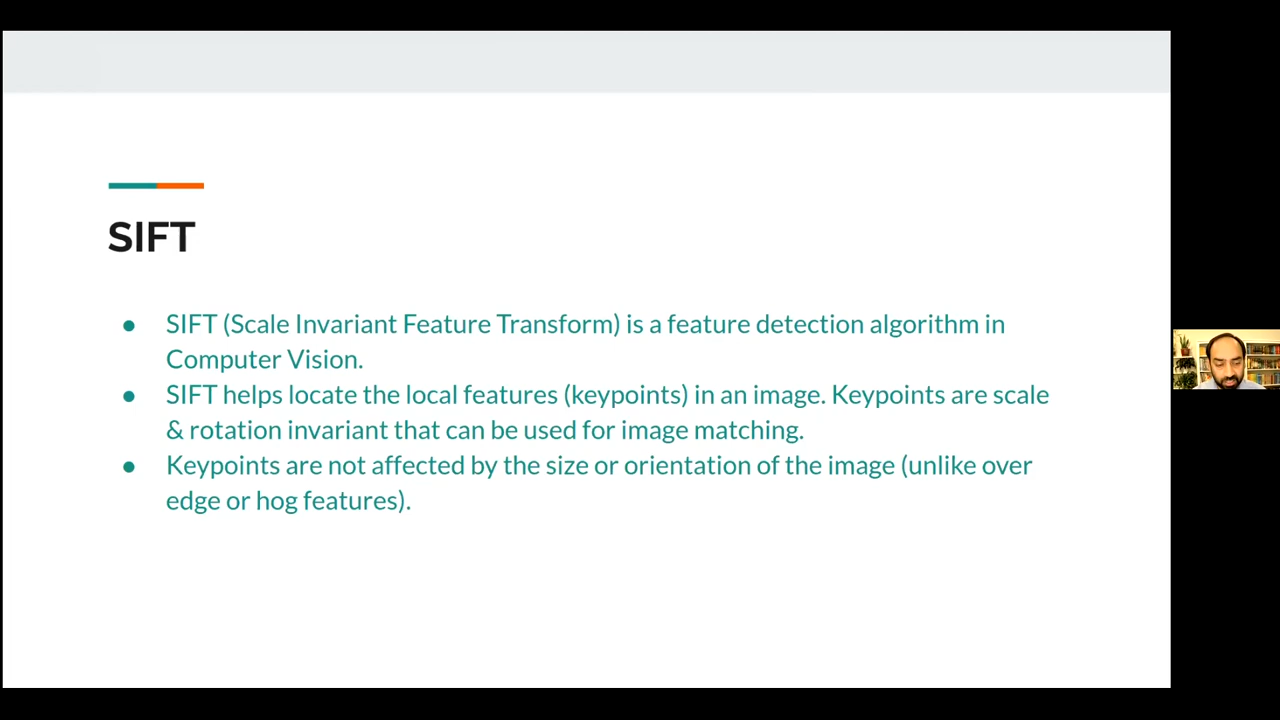 SIFT
● SIFT (Scale Invariant Feature Transform) is a feature detection algorithm in
Computer Vision.
● SIFT helps locate the local features (keypoints) in an image. Keypoints are scale
& rotation invariant that can be used for image matching.
● Keypoints are not affected by the size or orientation of the image (unlike over
edge or hog features).